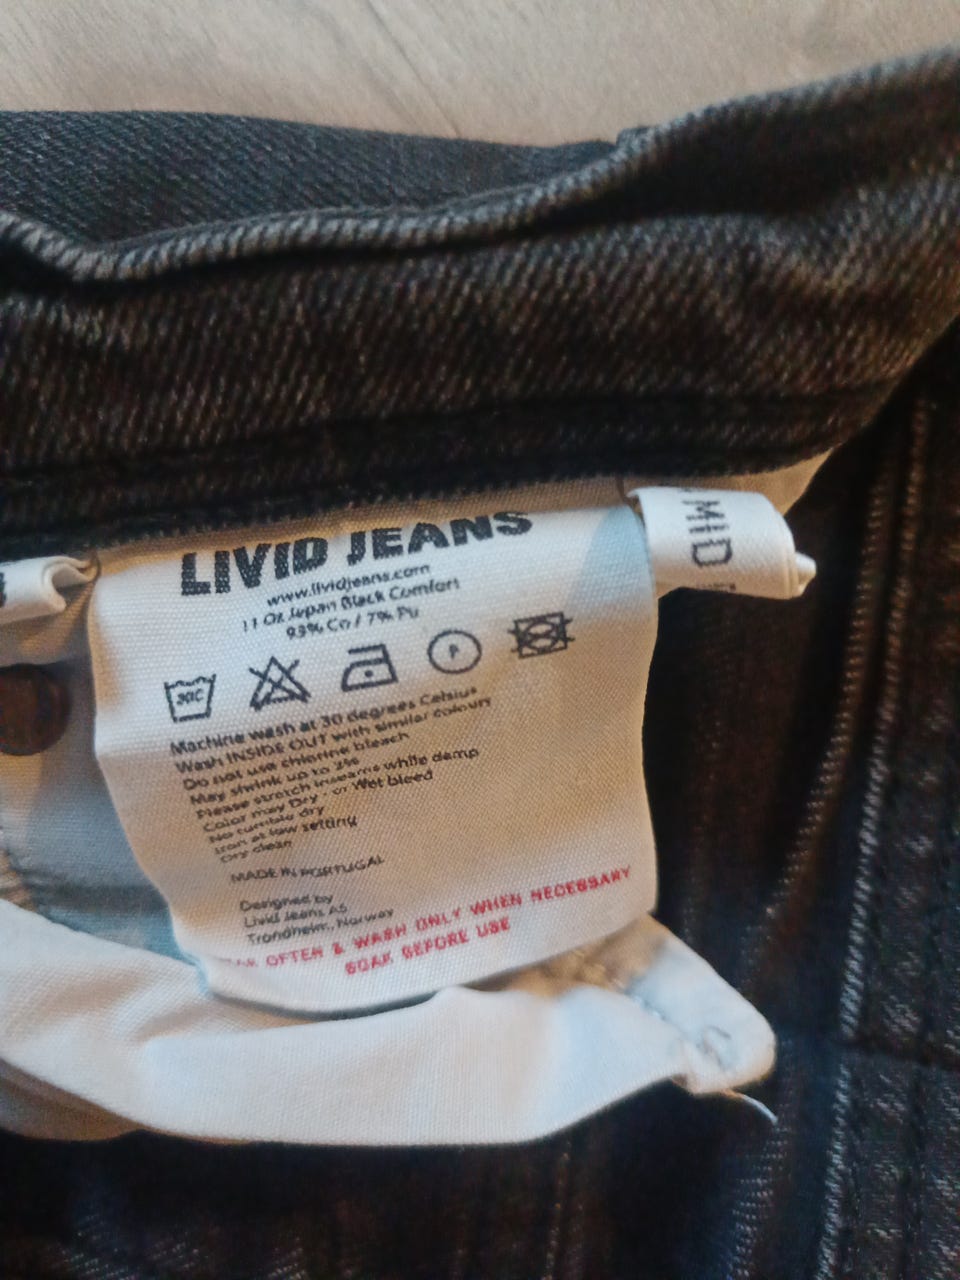 LIVID JEANS
www.lividjeans.com
11 Oz Japan Black Comfort
93% Co / 7% Pu
30C
P
Machine wash at 30 degrees Celsius
Wash INSIDE OUT with similar colours
Do not use chlorine bleach
May shrink up to 3%
Please stretch inseams while damp
Color may Dry - or Wet bleed
No tumble dry
Iron at low setting
Dry clean
MADE IN PORTUGAL
Designed by
Livid Jeans AS
Trondheim, Norway
OFTEN & WASH ONLY WHEN NECESSARY
SOAK BEFORE USE
MID